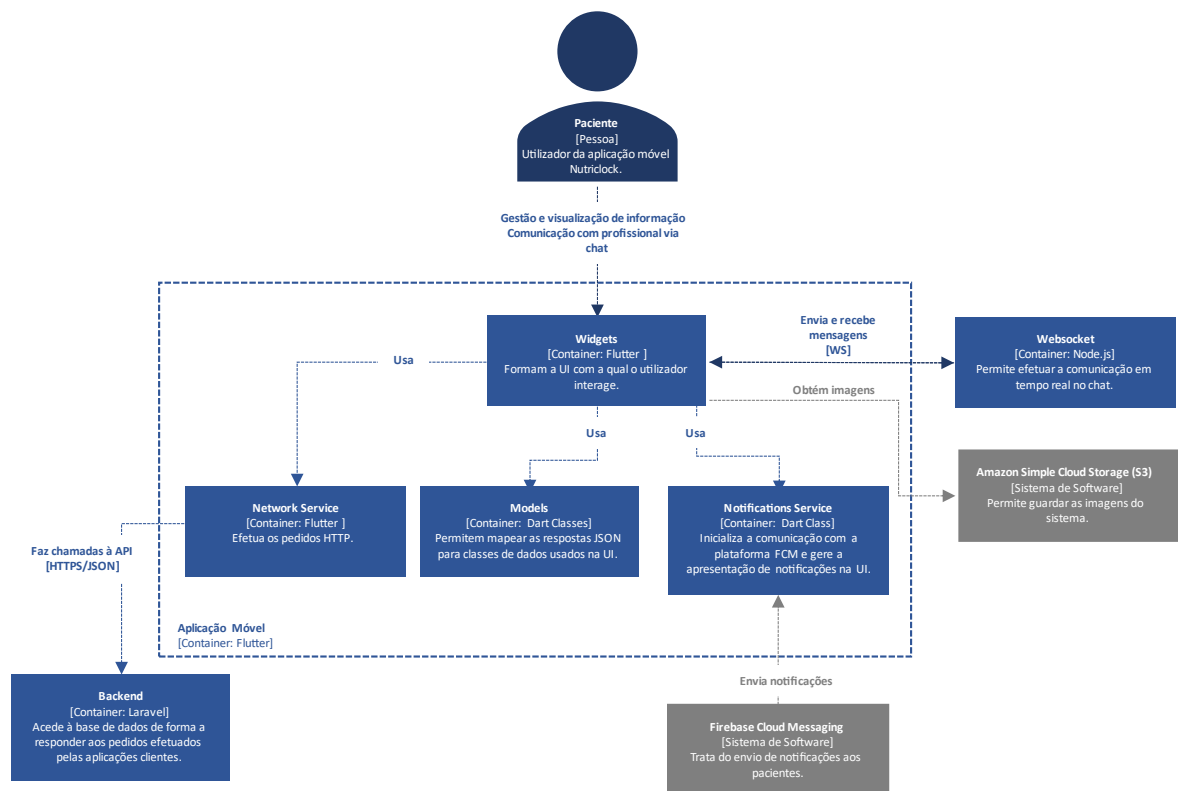 Paciente
[Pessoa]
Utilizador da aplicação móvel
Nutriclock.
Gestão e visualização de informação
Comunicação com profissional via
chat
Widgets
[Container: Flutter ]
Formam a UI com a qual o utilizador
interage.
Envia e recebe
mensagens
[WS]
Websocket
[Container: Node.js]
Permite efetuar a comunicação em
tempo real no chat.
Usa
Obtém imagens
Usa
Usa
Amazon Simple Cloud Storage (S3)
[Sistema de Software]
Permite guardar as imagens do
sistema.
Network Service
[Container: Flutter ]
Efetua os pedidos HTTP.
Models
[Container: Dart Classes]
Permitem mapear as respostas JSON
para classes de dados usados na UI.
Notifications Service
[Container: Dart Class]
Inicializa a comunicação com a
plataforma FCM e gere a
apresentação de notificações na UI.
Faz chamadas à API
[HTTPS/JSON]
Aplicação Móvel
[Container: Flutter]
Backend
[Container: Laravel]
Acede à base de dados de forma a
responder aos pedidos efetuados
pelas aplicações clientes.
Envia notificações
Firebase Cloud Messaging
[Sistema de Software]
Trata do envio de notificações aos
pacientes.